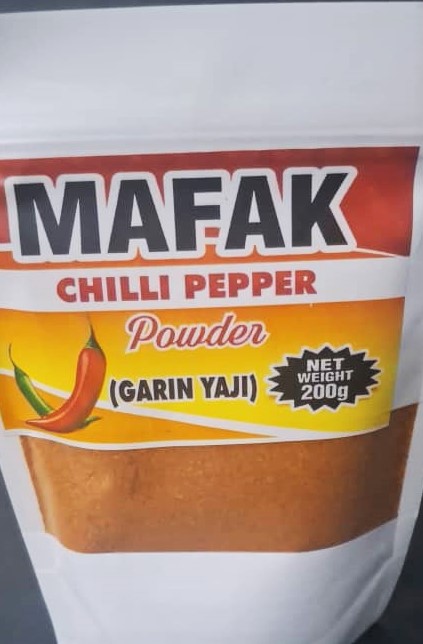 MAFAK
CHILLI PEPPER
Powder
(GARIN YAJI)
NET
WEIGHT
200g